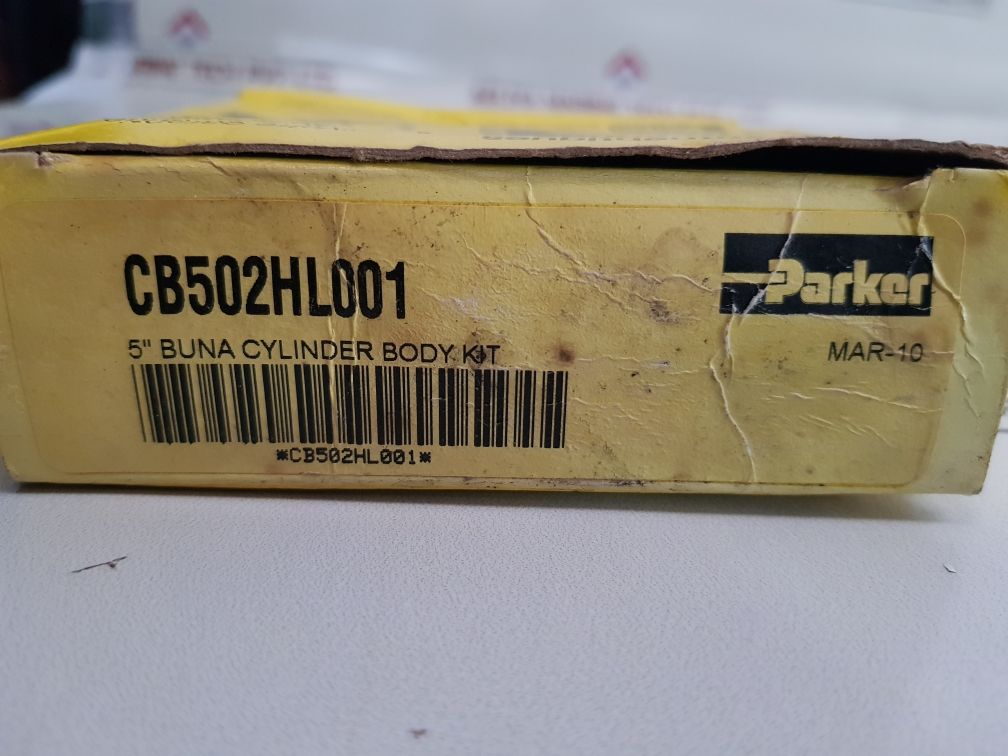 CB502HL001
Parker
5" BUNA CYLINDER BODY KIT
MAR-10
*CB502HL001*